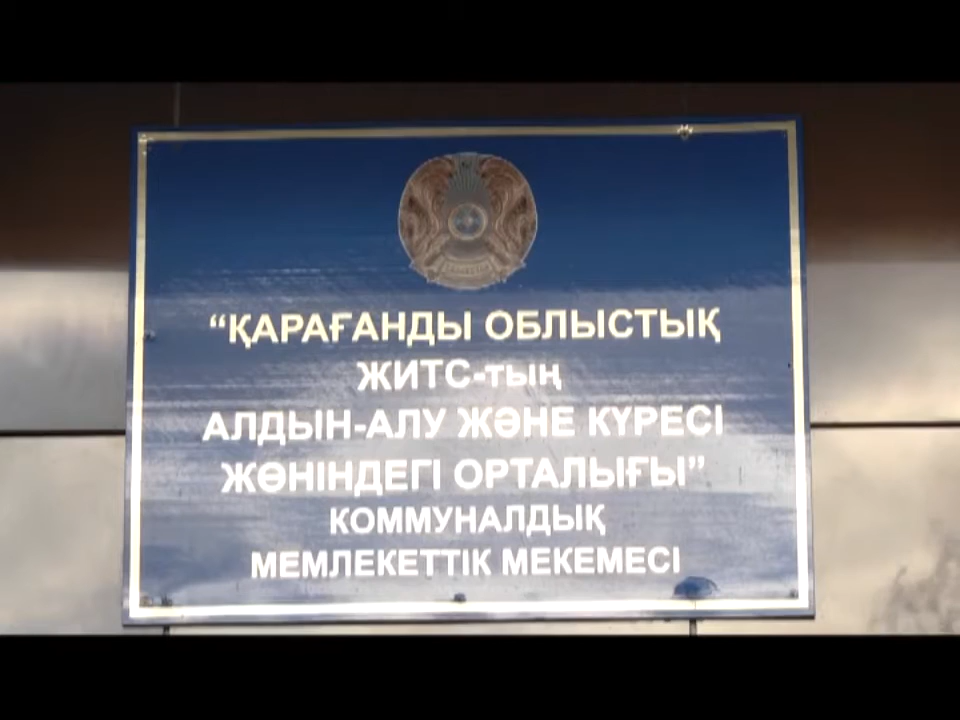 “ҚАРАҒАНДЫ ОБЛЫСТЫҚ
ЖИТС-тың
АЛДЫН-АЛУ ЖӘНЕ КҮРЕСІ
ЖӨНІНДЕГІ ОРТАЛЫҒЫ”
КОММУНАЛДЫҚ
МЕМЛЕКЕТТІК МЕКЕМЕСІ